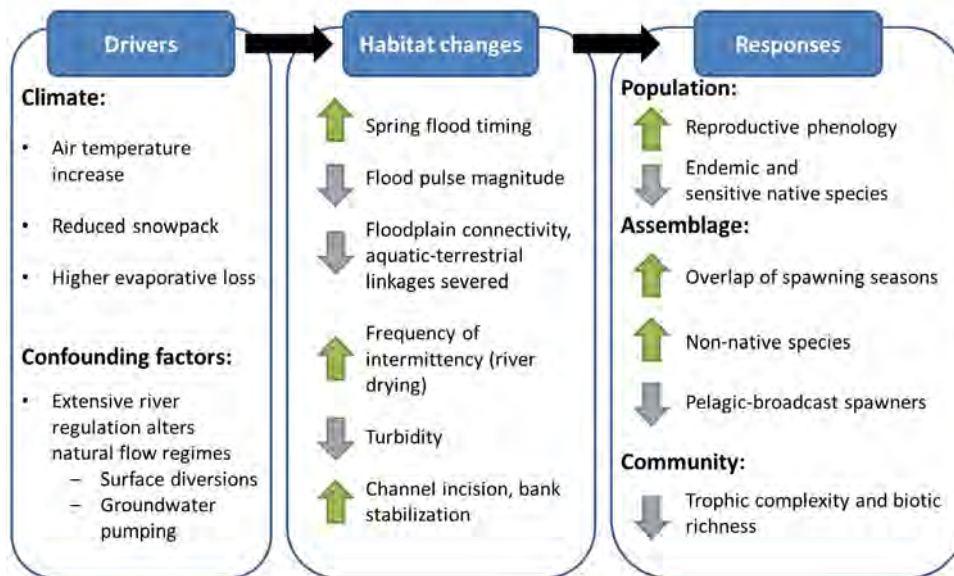 Drivers
Climate:
• Air temperature
increase
• Reduced snowpack
• Higher evaporative loss
Confounding factors:
• Extensive river
regulation alters
natural flow regimes
– Surface diversions
– Groundwater
pumping
Habitat changes
Spring flood timing
Flood pulse magnitude
Floodplain connectivity,
aquatic-terrestrial
linkages severed
Frequency of
intermittency (river
drying)
Turbidity
Channel incision, bank
stabilization
Responses
Population:
Reproductive phenology
Endemic and
sensitive native species
Assemblage:
Overlap of spawning seasons
Non-native species
Pelagic-broadcast spawners
Community:
Trophic complexity and biotic
richness